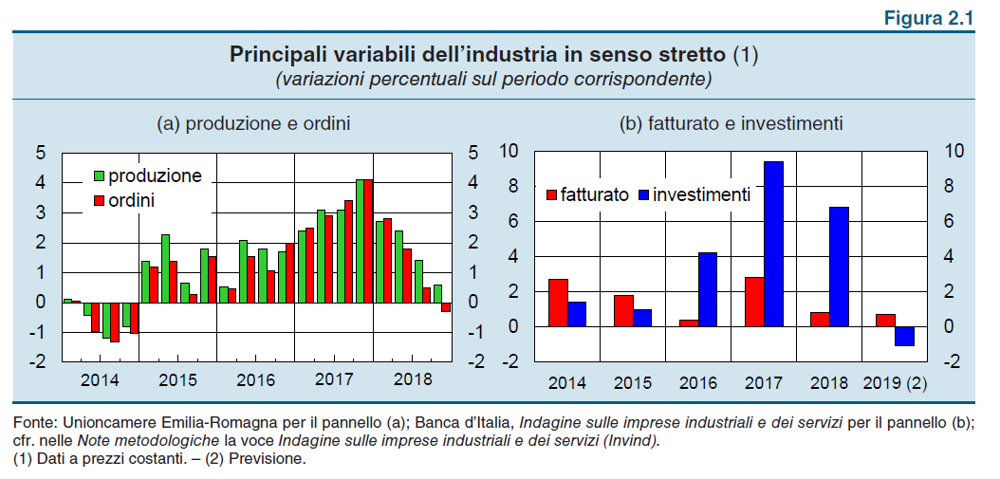 Figura 2.1
Principali variabili dell'industria in senso stretto (1)
(variazioni percentuali sul periodo corrispondente)
(a) produzione e ordini
5
4
3
2
1
0
-1
-2
produzione
ordini
5
4
3
2
1
0
-1
-2
2014 2015 2016 2017 2018
(b) fatturato e investimenti
10
8
6
4
2
0
-2
fatturato investimenti
10
8
6
4
2
0
-2
2014 2015 2016 2017 2018 2019 (2)
Fonte: Unioncamere Emilia-Romagna per il pannello (a); Banca d'Italia, Indagine sulle imprese industriali e dei servizi per il pannello (b);
cfr. nelle Note metodologiche la voce Indagine sulle imprese industriali e dei servizi (Invind).
(1) Dati a prezzi costanti. – (2) Previsione.